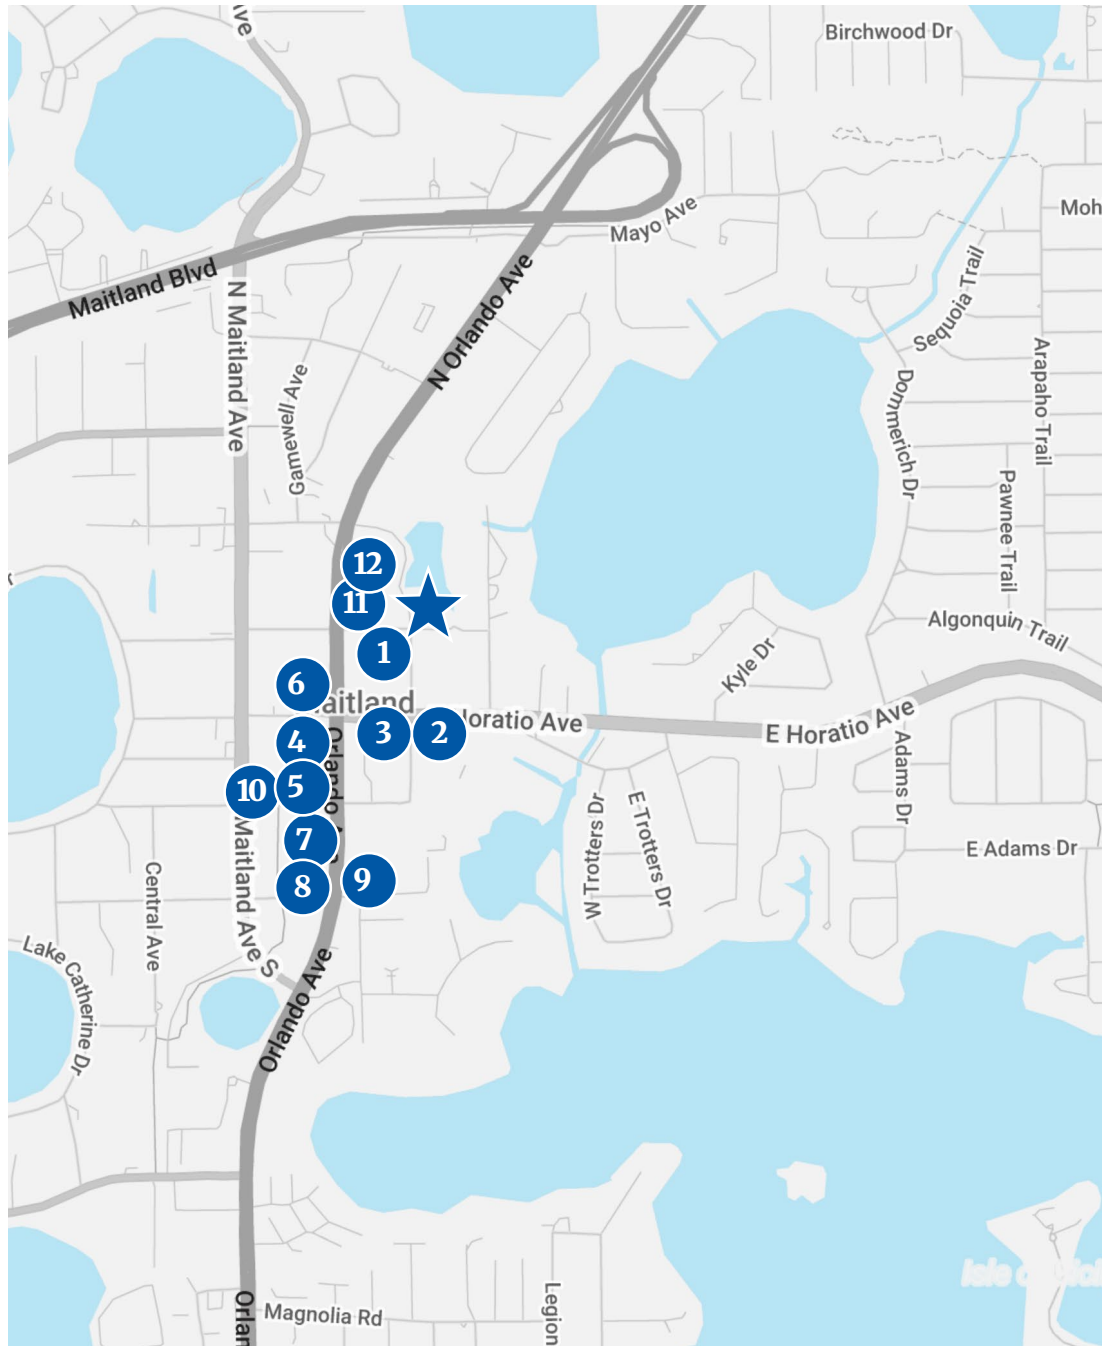 Ave
Birchwood Dr
Moh
Mayo Ave
Maitland Blvd
N Maitland Ave
N Orlando Ave
Sequoia Trail
Gamewell Ave
Dommerich Dr
Arapaho Trail
Pawnee Trail
Algonquin Trail
12
11
1
6
Kyle Dr
3
2
4
E Horatio Ave
Adams Dr
10
5
7
8
9
Orlando Ave
Maitland Ave S
W Trotters Dr
E Trotters Dr
E Adams Dr
Central Ave
Lake Catherine Dr
Orlando Ave
Legion
Magnolia Rd
Orlan